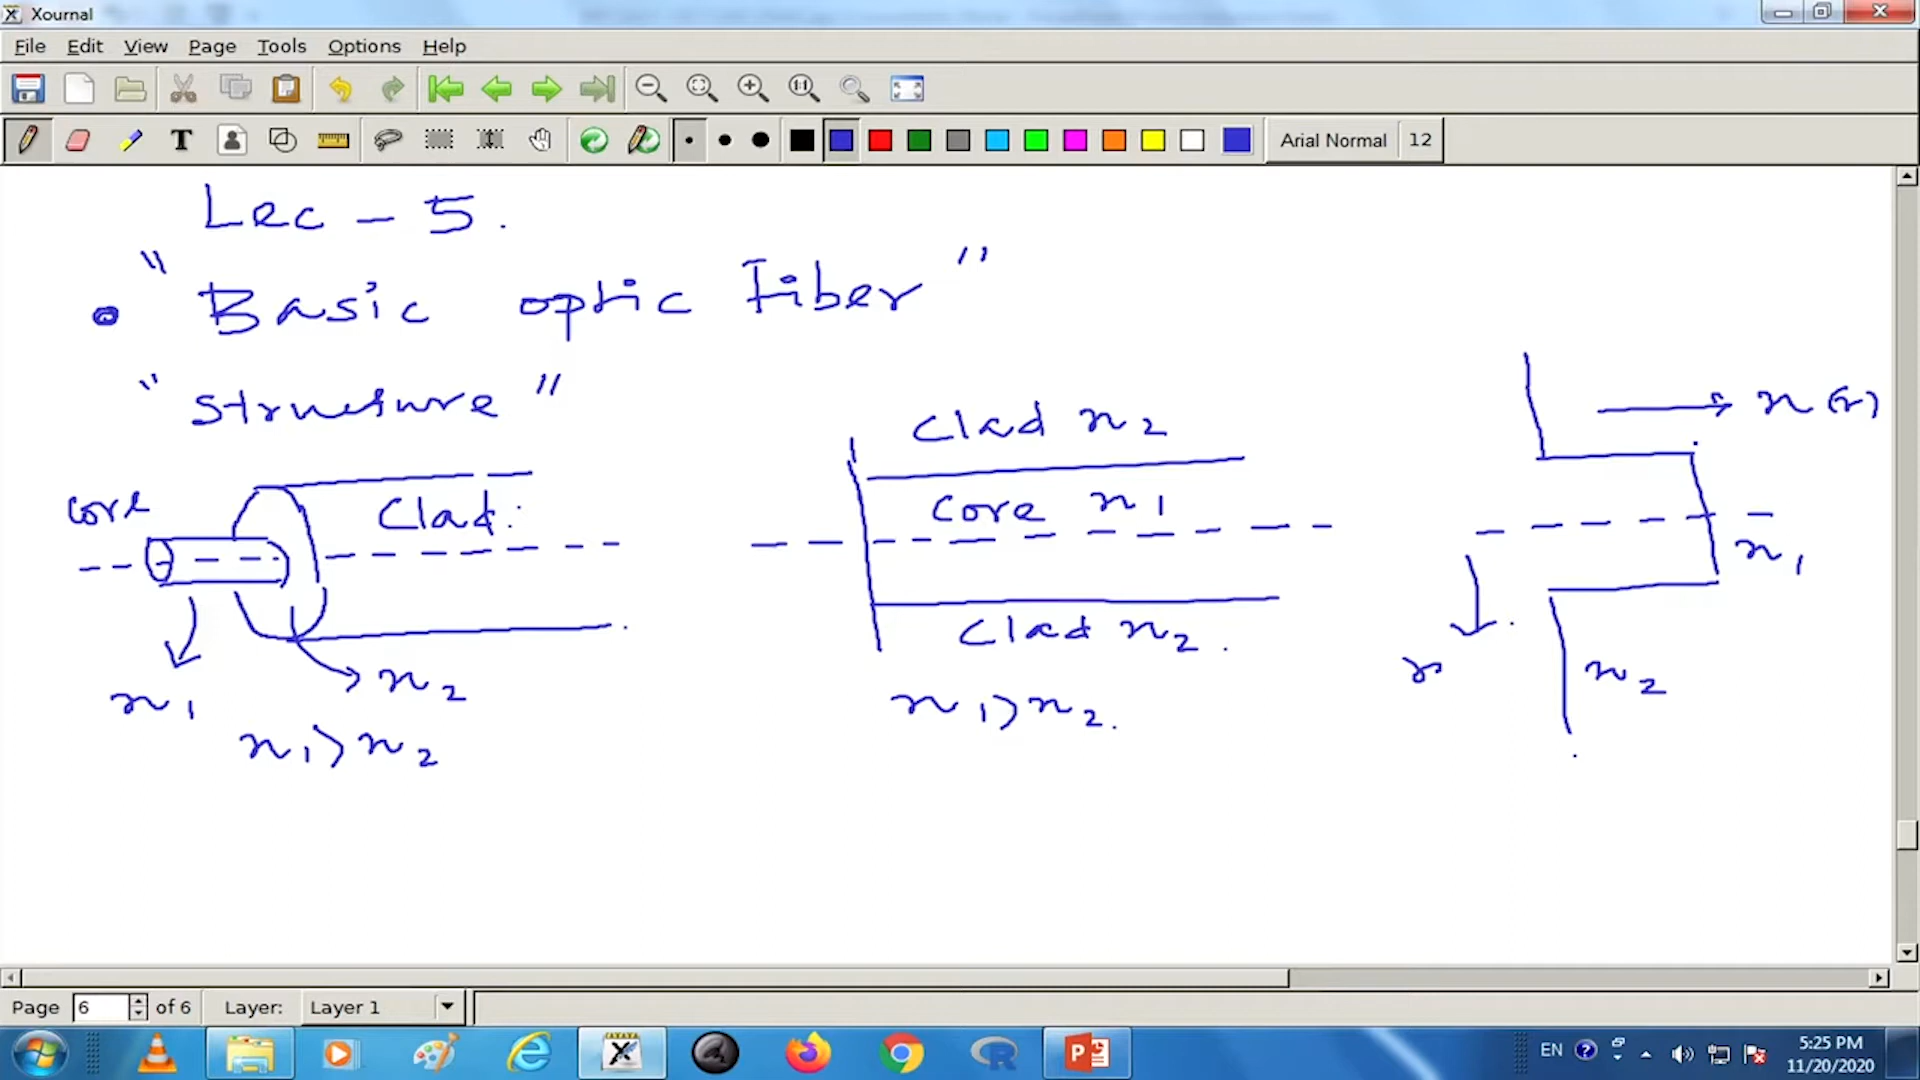 Xournal
File Edit View Page Tools Options Help
Arial Normal 12
Lec - 5.
"Basic optic Fiber"
"Structure"
core
Clad
n1
n2
n1 > n2
Clad n2
Core n1
Clad n2.
n1 > n2.
n(r)
n1
r
n2
Page 6 of 6 Layer: Layer 1
EN 5:25 PM
11/20/2020